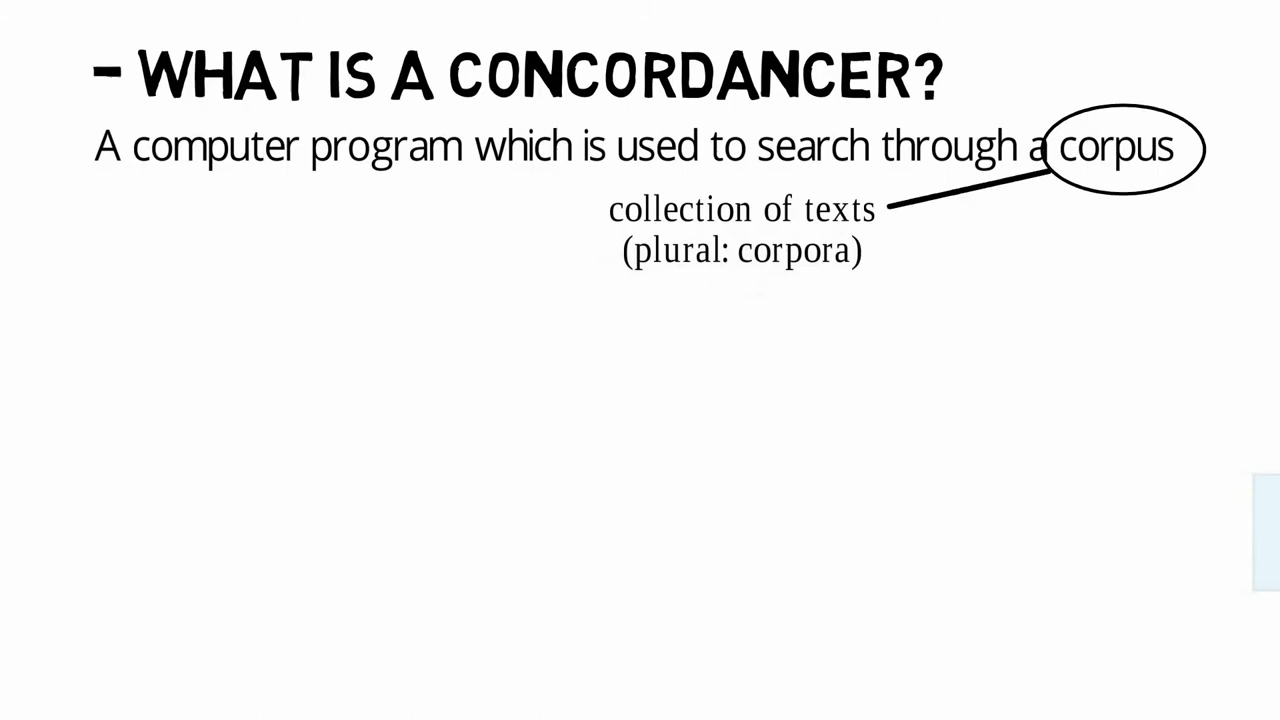 - WHAT IS A CONCORDANCER?
A computer program which is used to search through a corpus
collection of texts
(plural: corpora)